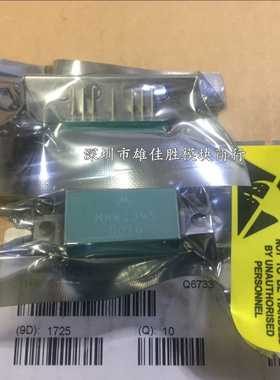 深圳市雄佳胜模块商行
MHW1345
0014
NOT TO BE
BY
UNAUTHORISED
PERSONNEL
Q6733
(9D): 1725
(Q): 10